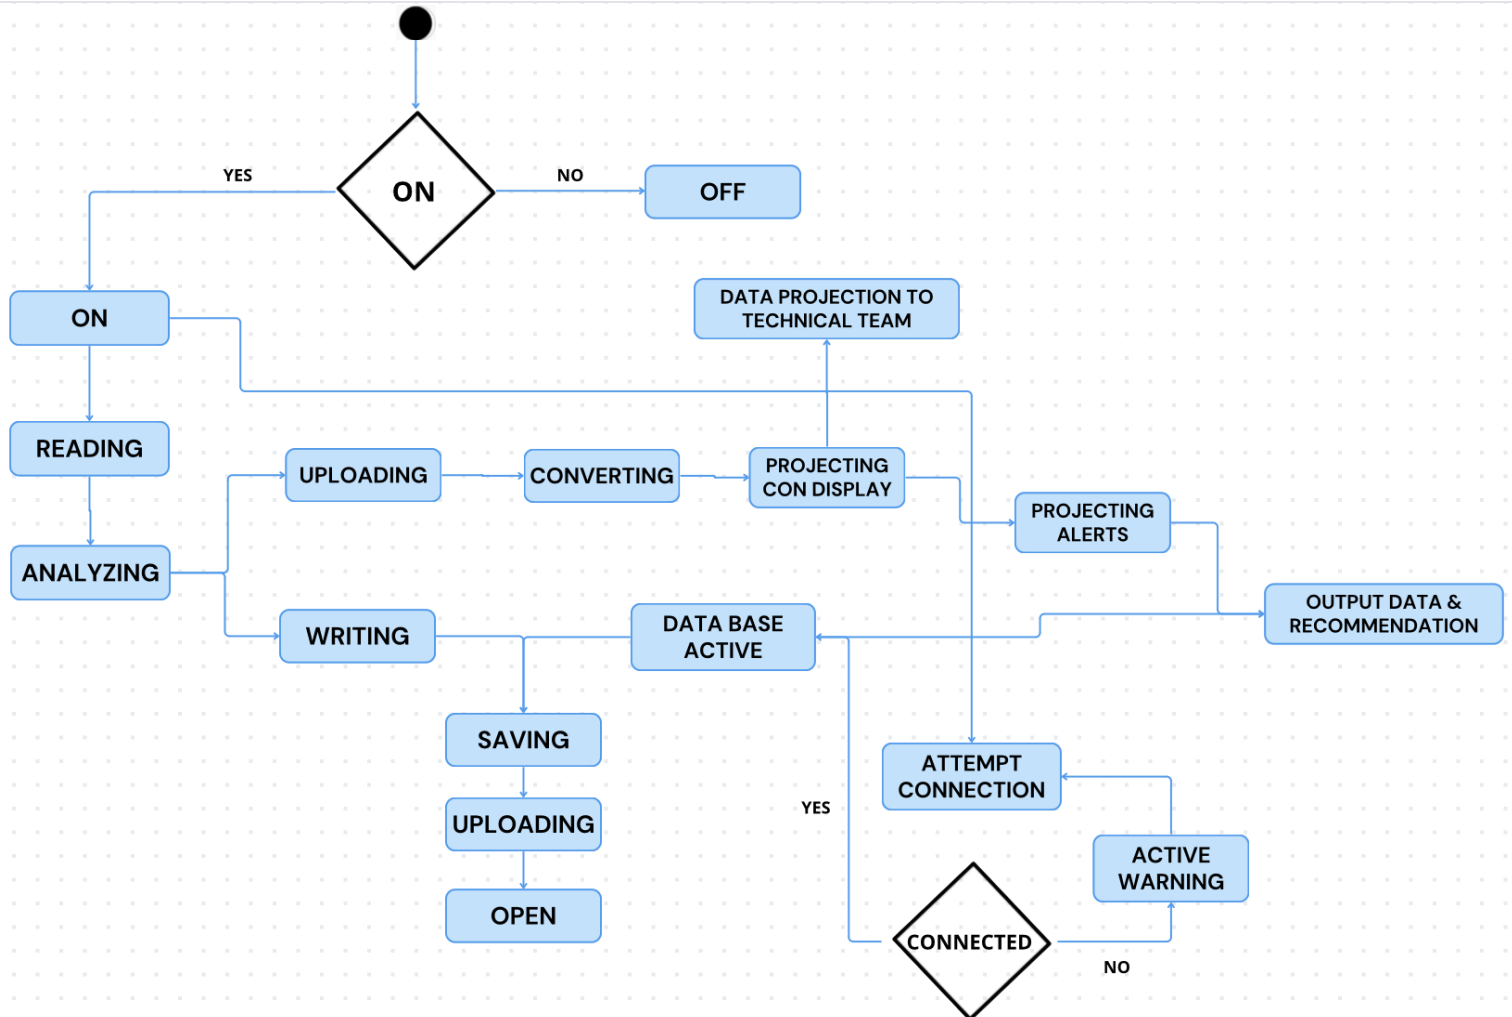 YES
ON
NO
OFF
ON
DATA PROJECTION TO
TECHNICAL TEAM
READING
UPLOADING
CONVERTING
PROJECTING
CON DISPLAY
PROJECTING
ALERTS
ANALYZING
WRITING
DATA BASE
ACTIVE
OUTPUT DATA &
RECOMMENDATION
SAVING
ATTEMPT
CONNECTION
UPLOADING
YES
ACTIVE
WARNING
OPEN
CONNECTED
NO